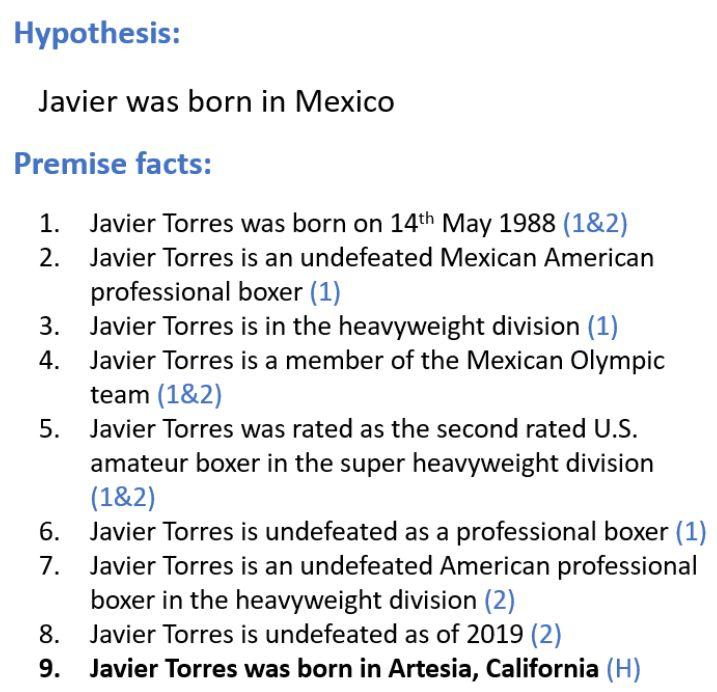 Hypothesis:
Javier was born in Mexico
Premise facts:
1. Javier Torres was born on 14th May 1988 (1&2)
2. Javier Torres is an undefeated Mexican American
professional boxer (1)
3. Javier Torres is in the heavyweight division (1)
4. Javier Torres is a member of the Mexican Olympic
team (1&2)
5. Javier Torres was rated as the second rated U.S.
amateur boxer in the super heavyweight division
(1&2)
6. Javier Torres is undefeated as a professional boxer (1)
7. Javier Torres is an undefeated American professional
boxer in the heavyweight division (2)
8. Javier Torres is undefeated as of 2019 (2)
9. Javier Torres was born in Artesia, California (H)